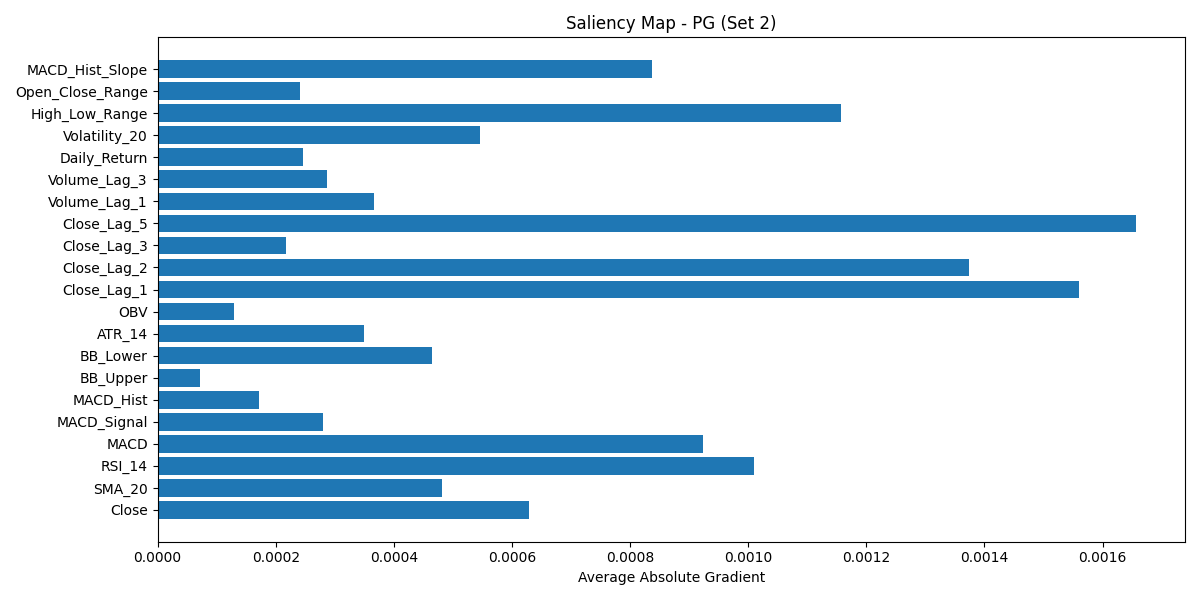 Saliency Map - PG (Set 2)
MACD_Hist_Slope
Open_Close_Range
High_Low_Range
Volatility_20
Daily_Return
Volume_Lag_3
Volume_Lag_1
Close_Lag_5
Close_Lag_3
Close_Lag_2
Close_Lag_1
OBV
ATR_14
BB_Lower
BB_Upper
MACD_Hist
MACD_Signal
MACD
RSI_14
SMA_20
Close
0.0000 0.0002 0.0004 0.0006 0.0008 0.0010 0.0012 0.0014 0.0016
Average Absolute Gradient